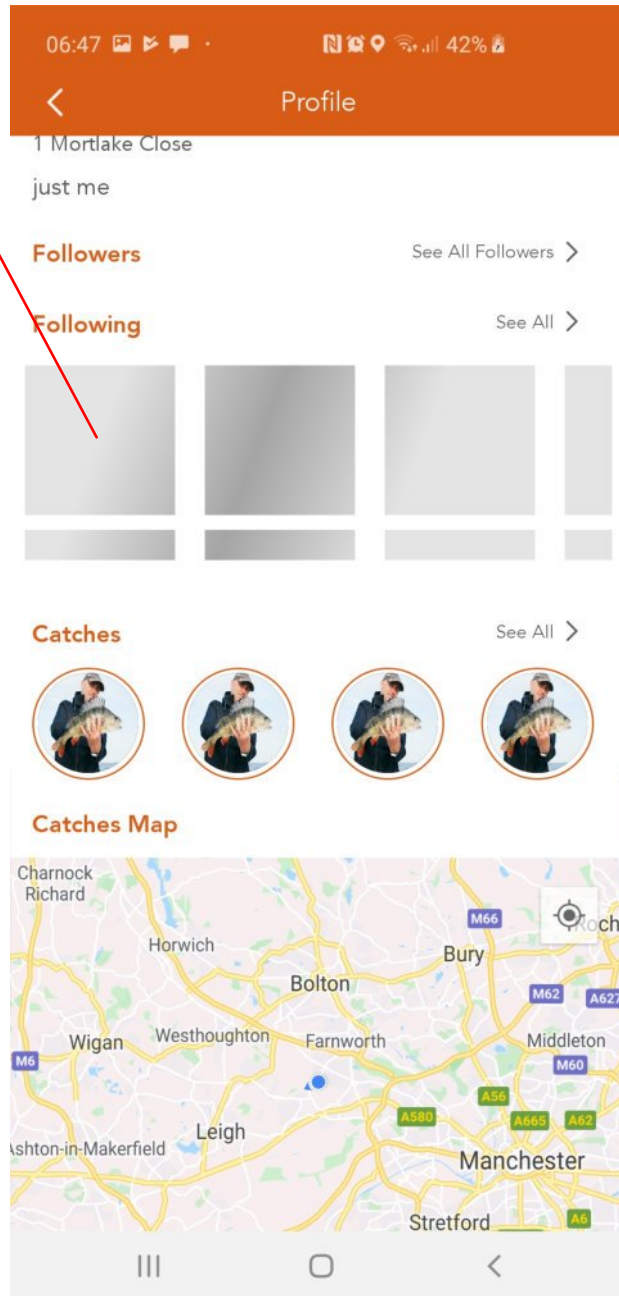 06:47 42%
Profile
1 Mortlake Close
just me
Followers See All Followers
Following See All
Catches See All
Catches Map
Charnock
Richard
M66
Roch
Horwich
Bury
Bolton
M62 A627
Wigan Westhoughton Farnworth Middleton
M6 M60
A56
A580 A665 A62
Leigh
Ashton-in-Makerfield
Manchester
Stretford A6